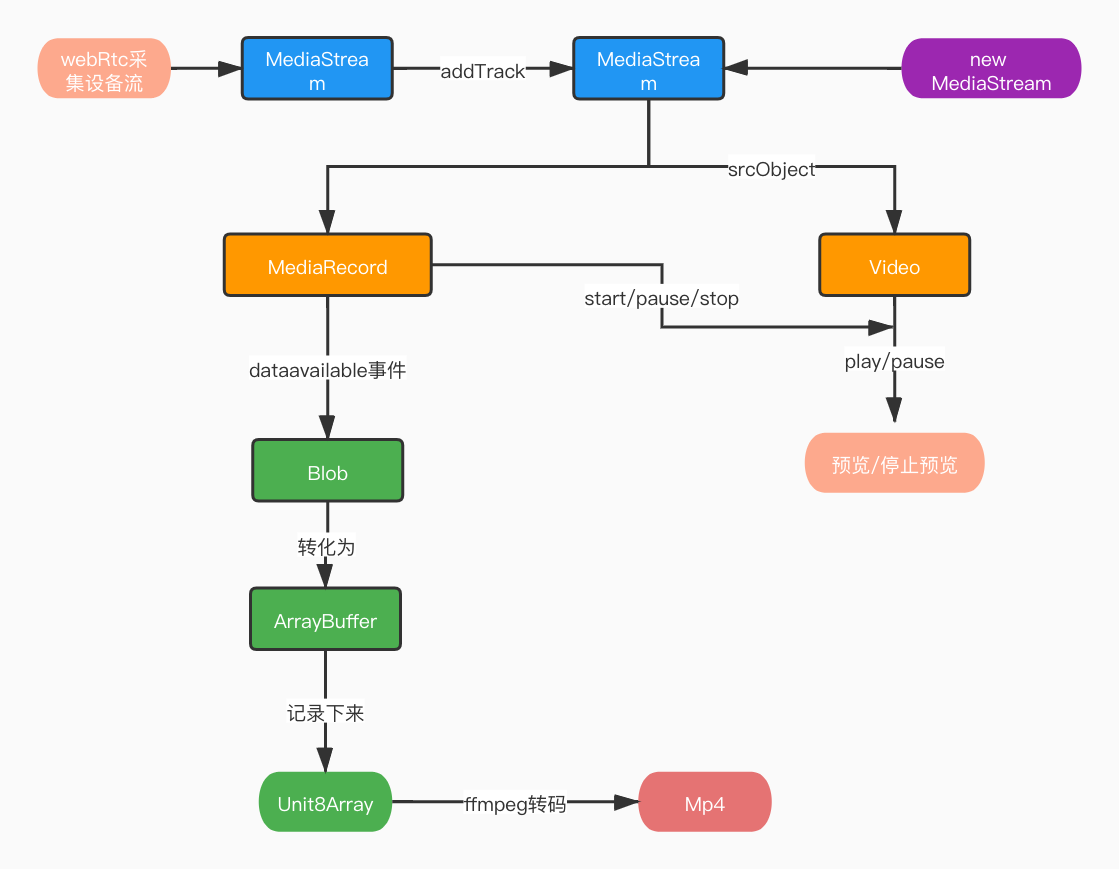 webRtc采
集设备流
MediaStrea
m
addTrack
MediaStrea
m
new
MediaStream
srcObject
MediaRecord
Video
start/pause/stop
play/pause
dataavailable事件
预览/停止预览
Blob
转化为
ArrayBuffer
记录下来
Unit8Array
ffmpeg转码
Mp4